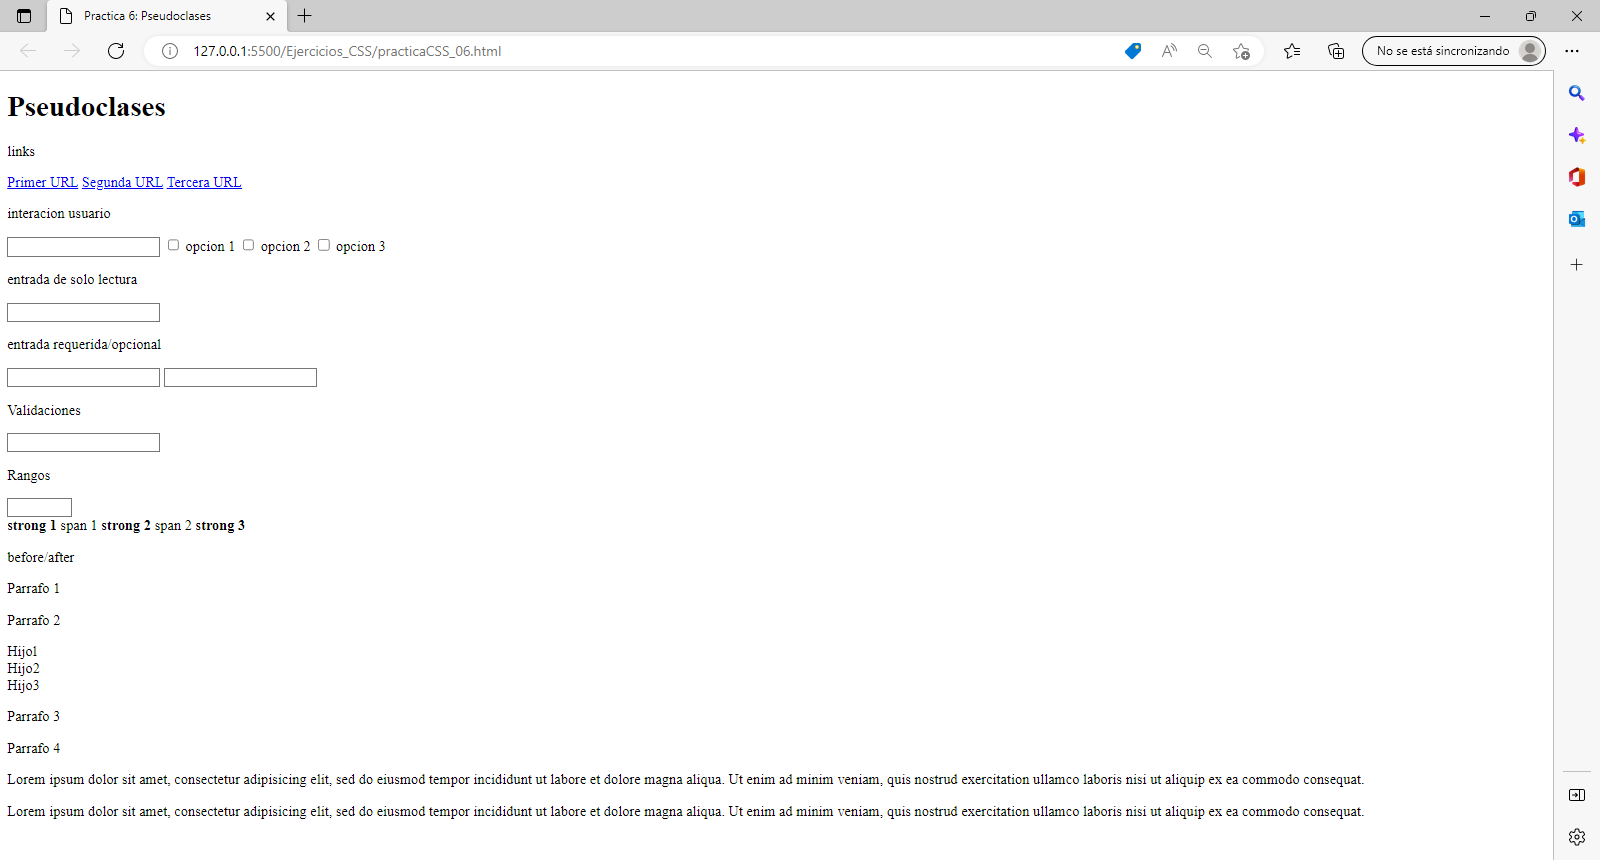 Practica 6: Pseudoclases
127.0.0.1:5500/Ejercicios_CSS/practicaCSS_06.html
No se está sincronizando
Pseudoclases
links
Primer URL Segunda URL Tercera URL
interacion usuario
opcion 1 opcion 2 opcion 3
entrada de solo lectura
entrada requerida/opcional
Validaciones
Rangos
strong 1 span 1 strong 2 span 2 strong 3
before/after
Parrafo 1
Parrafo 2
Hijo1
Hijo2
Hijo3
Parrafo 3
Parrafo 4
Lorem ipsum dolor sit amet, consectetur adipisicing elit, sed do eiusmod tempor incididunt ut labore et dolore magna aliqua. Ut enim ad minim veniam, quis nostrud exercitation ullamco laboris nisi ut aliquip ex ea commodo consequat.
Lorem ipsum dolor sit amet, consectetur adipisicing elit, sed do eiusmod tempor incididunt ut labore et dolore magna aliqua. Ut enim ad minim veniam, quis nostrud exercitation ullamco laboris nisi ut aliquip ex ea commodo consequat.